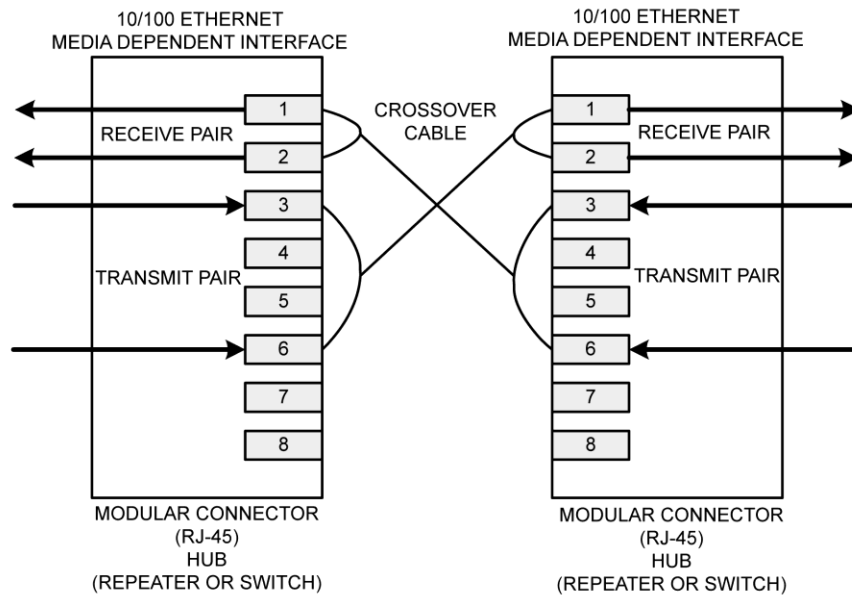 10/100 ETHERNET
MEDIA DEPENDENT INTERFACE
1
RECEIVE PAIR
2
3
4
TRANSMIT PAIR
5
6
7
8
MODULAR CONNECTOR
(RJ-45)
HUB
(REPEATER OR SWITCH)
CROSSOVER
CABLE
10/100 ETHERNET
MEDIA DEPENDENT INTERFACE
1
RECEIVE PAIR
2
3
4
TRANSMIT PAIR
5
6
7
8
MODULAR CONNECTOR
(RJ-45)
HUB
(REPEATER OR SWITCH)